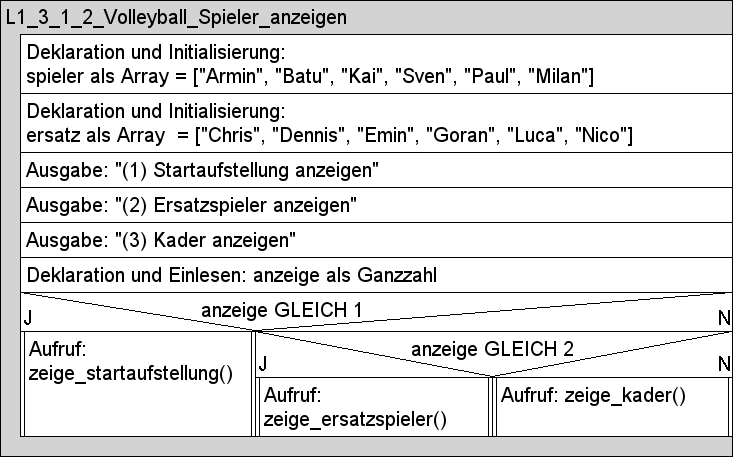 L1_3_1_2_Volleyball_Spieler_anzeigen
Deklaration und Initialisierung:
spieler als Array = ["Armin", "Batu", "Kai", "Sven", "Paul", "Milan"]
Deklaration und Initialisierung:
ersatz als Array  = ["Chris", "Dennis", "Emin", "Goran", "Luca", "Nico"]
Ausgabe: "(1) Startaufstellung anzeigen"
Ausgabe: "(2) Ersatzspieler anzeigen"
Ausgabe: "(3) Kader anzeigen"
Deklaration und Einlesen: anzeige als Ganzzahl
anzeige GLEICH 1
J
N
Aufruf:
zeige_startaufstellung()
anzeige GLEICH 2
J
N
Aufruf:
zeige_ersatzspieler()
Aufruf: zeige_kader()